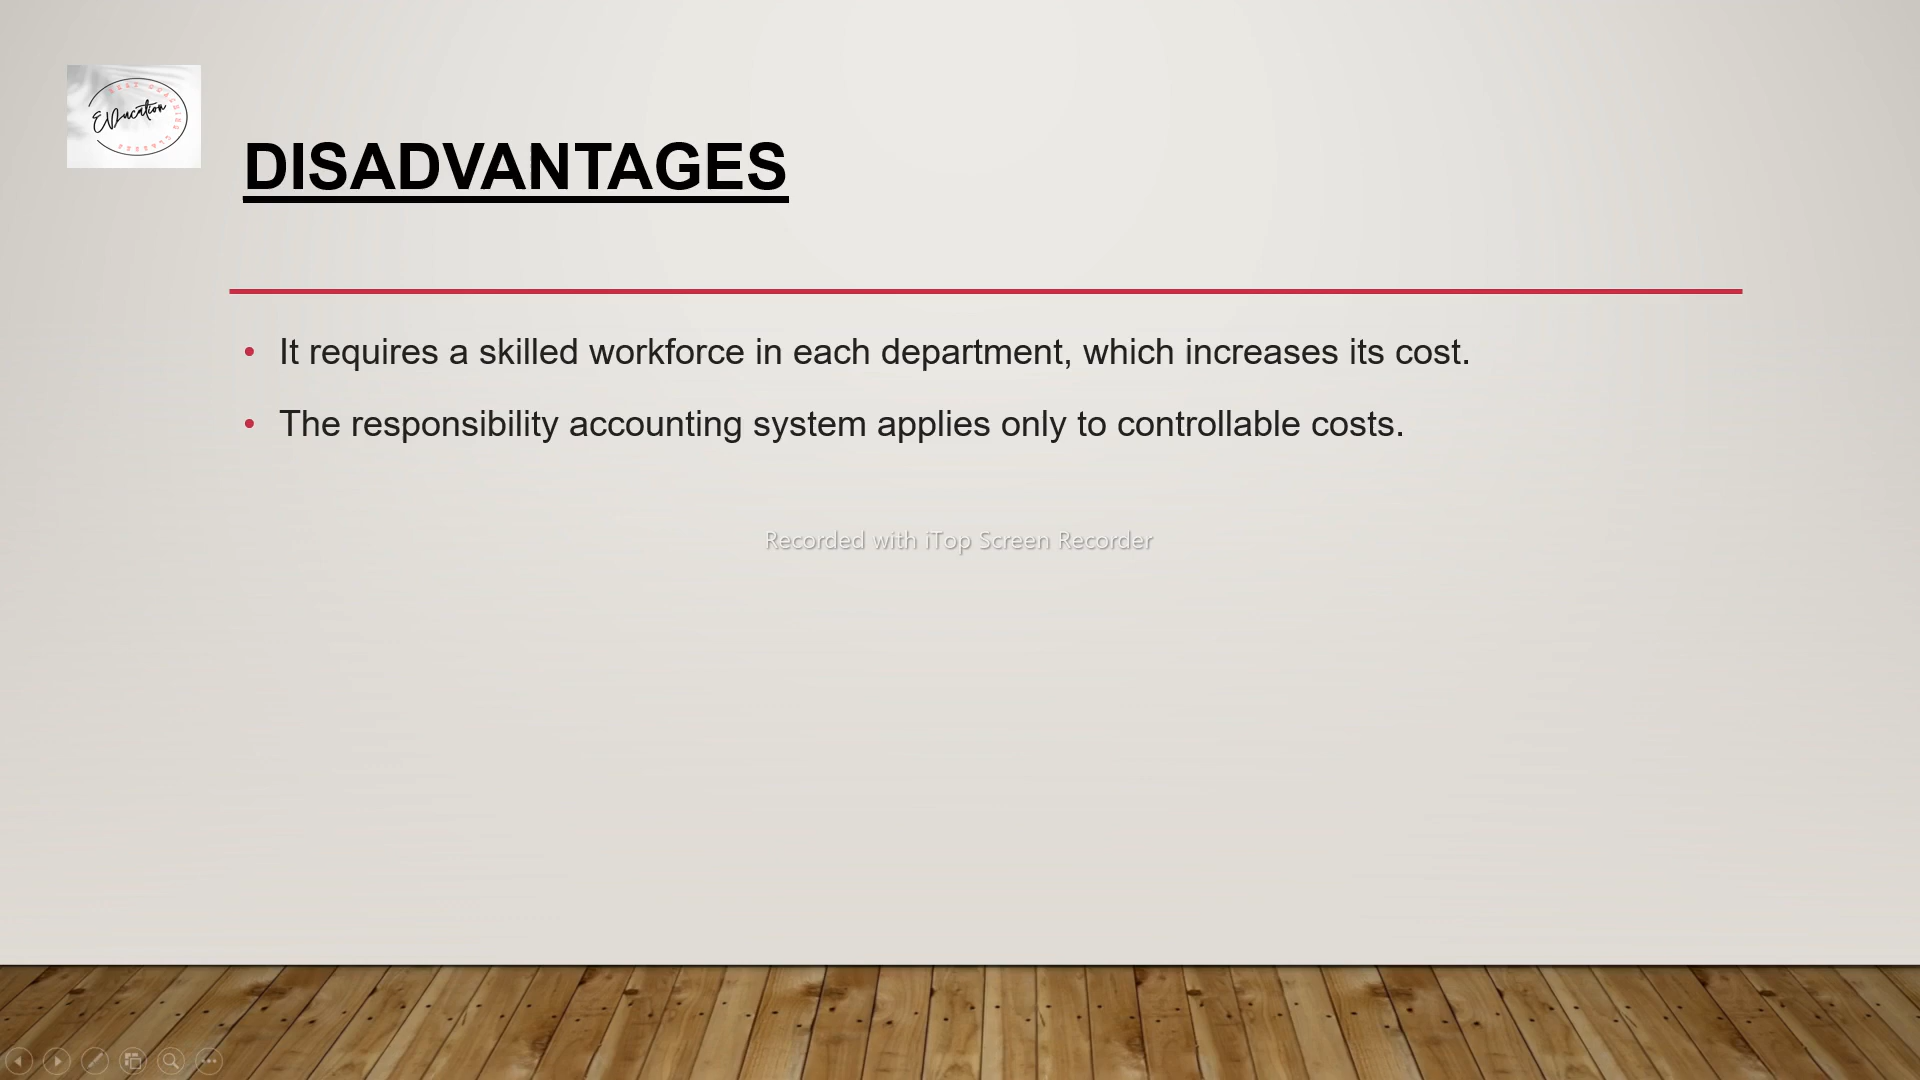 EDucation
DISADVANTAGES
• It requires a skilled workforce in each department, which increases its cost.
• The responsibility accounting system applies only to controllable costs.
Recorded with iTop Screen Recorder